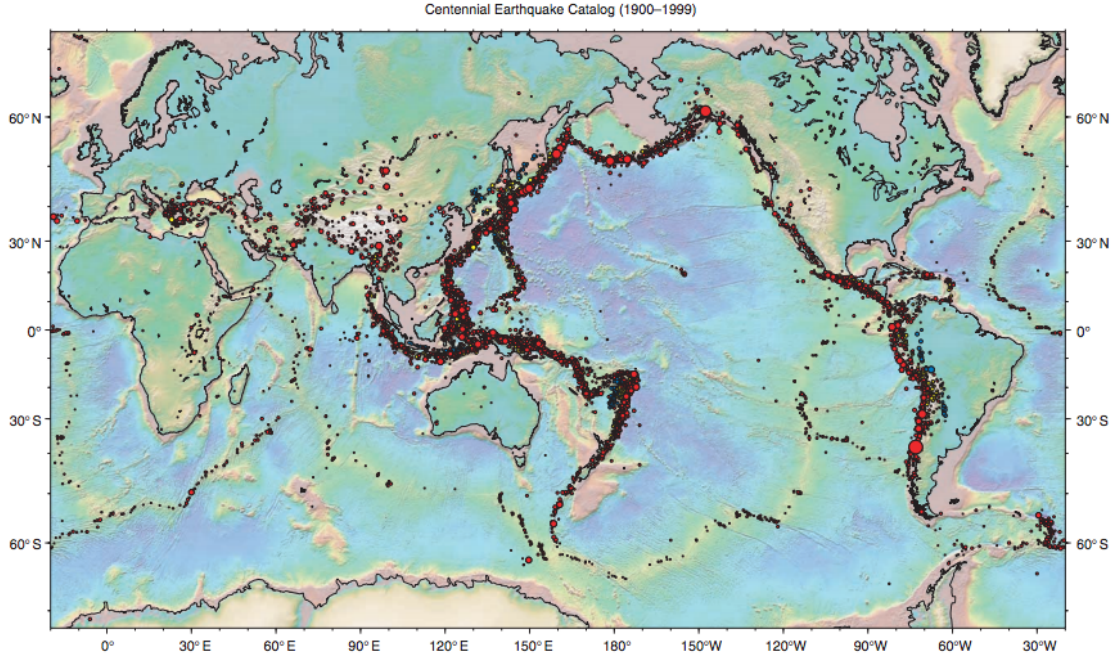 Centennial Earthquake Catalog (1900–1999)
60° N 60° N
30° N 30° N
0° 0°
30° S 30° S
60° S 60° S
0° 30° E 60° E 90° E 120° E 150° E 180° 150° W 120° W 90° W 60° W 30° W